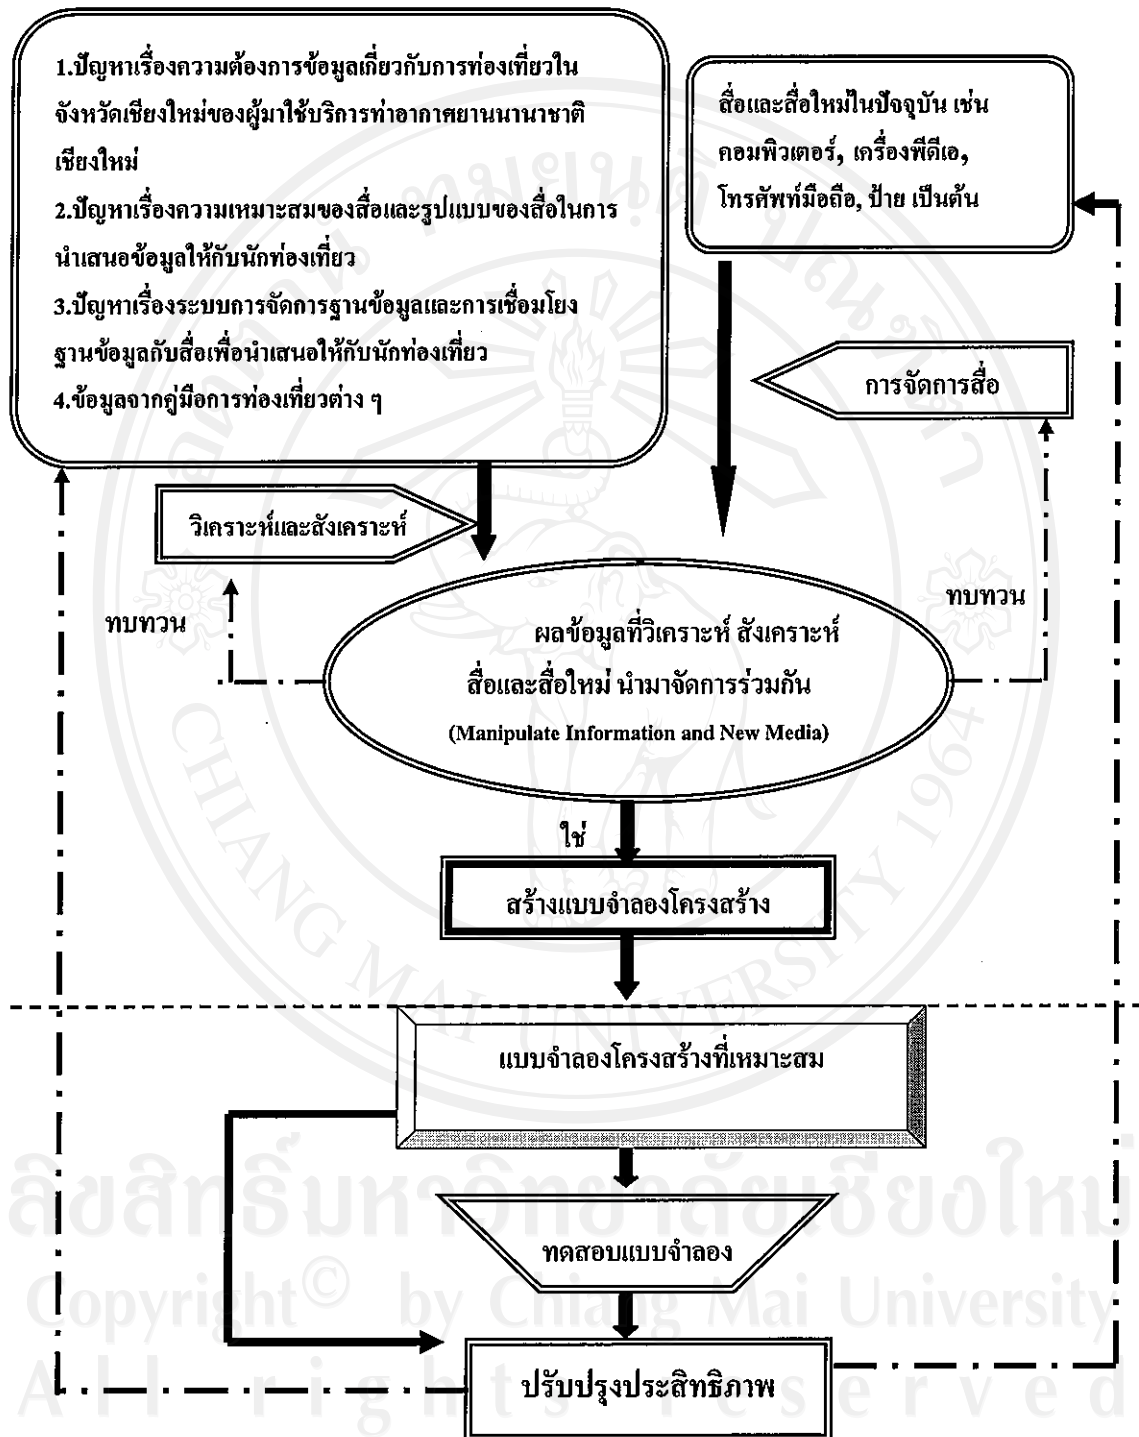 1.ปัญหาเรื่องความต้องการข้อมูลเกี่ยวกับการท่องเที่ยวใน
จังหวัดเชียงใหม่ของผู้มาใช้บริการท่าอากาศยานนานาชาติ
เชียงใหม่
2.ปัญหาเรื่องความเหมาะสมของสื่อและรูปแบบของสื่อในการ
นำเสนอข้อมูลให้กับนักท่องเที่ยว
3.ปัญหาเรื่องระบบการจัดการฐานข้อมูลและการเชื่อมโยง
ฐานข้อมูลกับสื่อเพื่อนำเสนอให้กับนักท่องเที่ยว
4.ข้อมูลจากคู่มือการท่องเที่ยวต่าง ๆ
สื่อและสื่อใหม่ในปัจจุบัน เช่น
คอมพิวเตอร์, เครื่องพีดีเอ,
โทรศัพท์มือถือ, ป้าย เป็นต้น
การจัดการสื่อ
วิเคราะห์และสังเคราะห์
ทบทวน
ทบทวน
ผลข้อมูลที่วิเคราะห์ สังเคราะห์
สื่อและสื่อใหม่ นำมาจัดการร่วมกัน
(Manipulate Information and New Media)
ใช่
สร้างแบบจำลองโครงสร้าง
แบบจำลองโครงสร้างที่เหมาะสม
ทดสอบแบบจำลอง
ปรับปรุงประสิทธิภาพ
CHIANG MAI UNIVERSITY 1964
ลิขสิทธิ์มหาวิทยาลัยเชียงใหม่
Copyright© by Chiang Mai University
All rights reserved